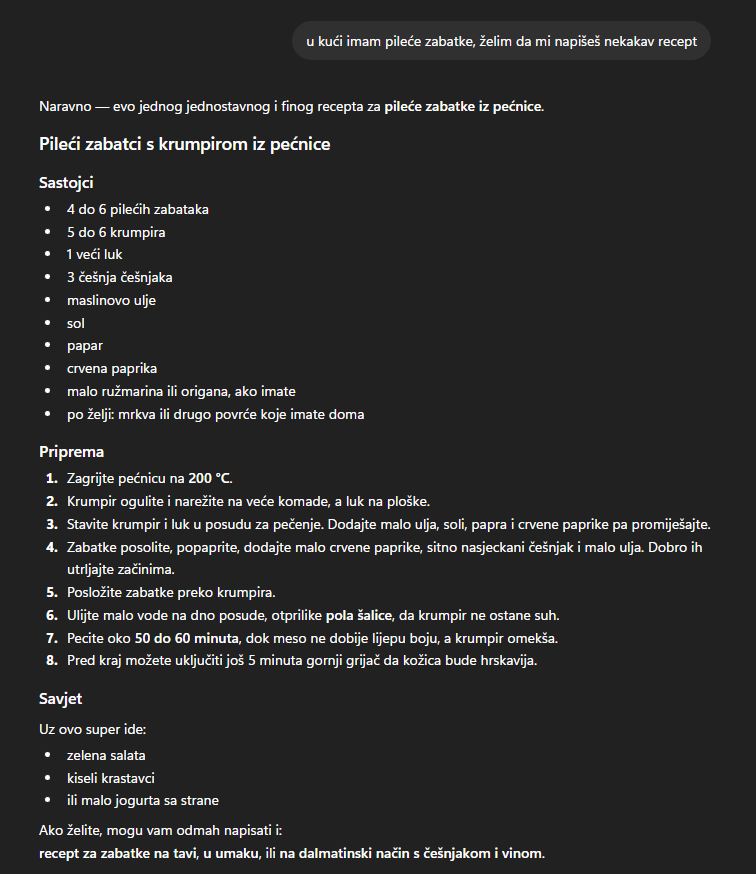 u kući imam pileće zabatke, želim da mi napišeš nekakav recept
Naravno — evo jednog jednostavnog i finog recepta za pileće zabatke iz pećnice.
Pileći zabatci s krumpirom iz pećnice
Sastojci
• 4 do 6 pilećih zabataka
• 5 do 6 krumpira
• 1 veći luk
• 3 češnja češnjaka
• maslinovo ulje
• sol
• papar
• crvena paprika
• malo ružmarina ili origana, ako imate
• po želji: mrkva ili drugo povrće koje imate doma
Priprema
1. Zagrijte pećnicu na 200 °C.
2. Krumpir ogulite i narežite na veće komade, a luk na ploške.
3. Stavite krumpir i luk u posudu za pečenje. Dodajte malo ulja, soli, papra i crvene paprike pa promiješajte.
4. Zabatke posolite, popaprite, dodajte malo crvene paprike, sitno nasjeckani češnjak i malo ulja. Dobro ih
utrljajte začinima.
5. Posložite zabatke preko krumpira.
6. Ulijte malo vode na dno posude, otprilike pola šalice, da krumpir ne ostane suh.
7. Pecite oko 50 do 60 minuta, dok meso ne dobije lijepu boju, a krumpir omekša.
8. Pred kraj možete uključiti još 5 minuta gornji grijač da kožica bude hrskavija.
Savjet
Uz ovo super ide:
• zelena salata
• kiseli krastavci
• ili malo jogurta sa strane
Ako želite, mogu vam odmah napisati i:
recept za zabatke na tavi, u umaku, ili na dalmatinski način s češnjakom i vinom.